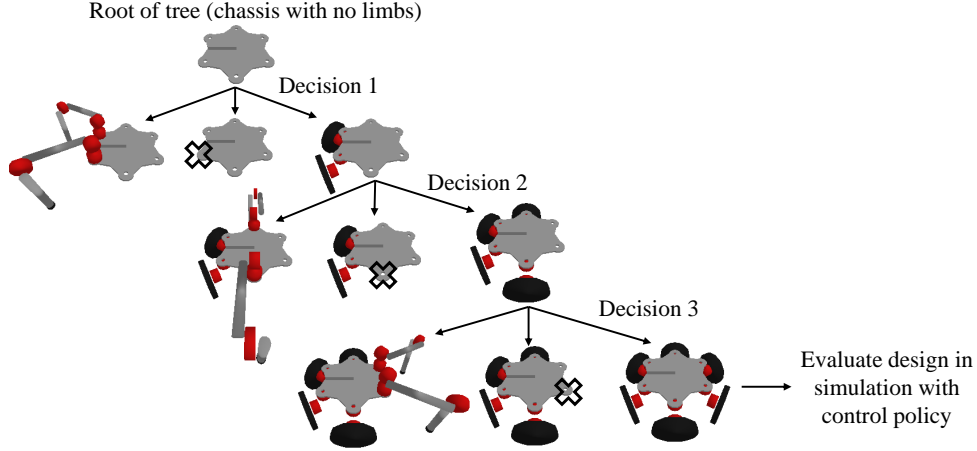 Root of tree (chassis with no limbs)
Decision 1
Decision 2
Decision 3
Evaluate design in
simulation with
control policy